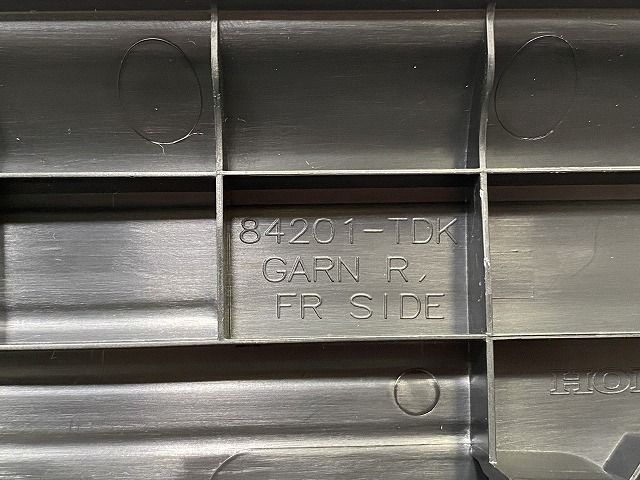 84201-TDK
GARN R,
FR SIDE